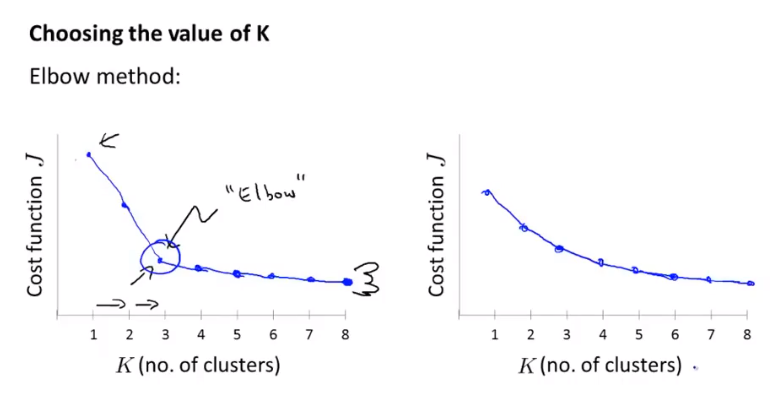 Choosing the value of K
Elbow method:
Cost function J
"Elbow"
1 2 3 4 5 6 7 8
K (no. of clusters)
Cost function J
1 2 3 4 5 6 7 8
K (no. of clusters)